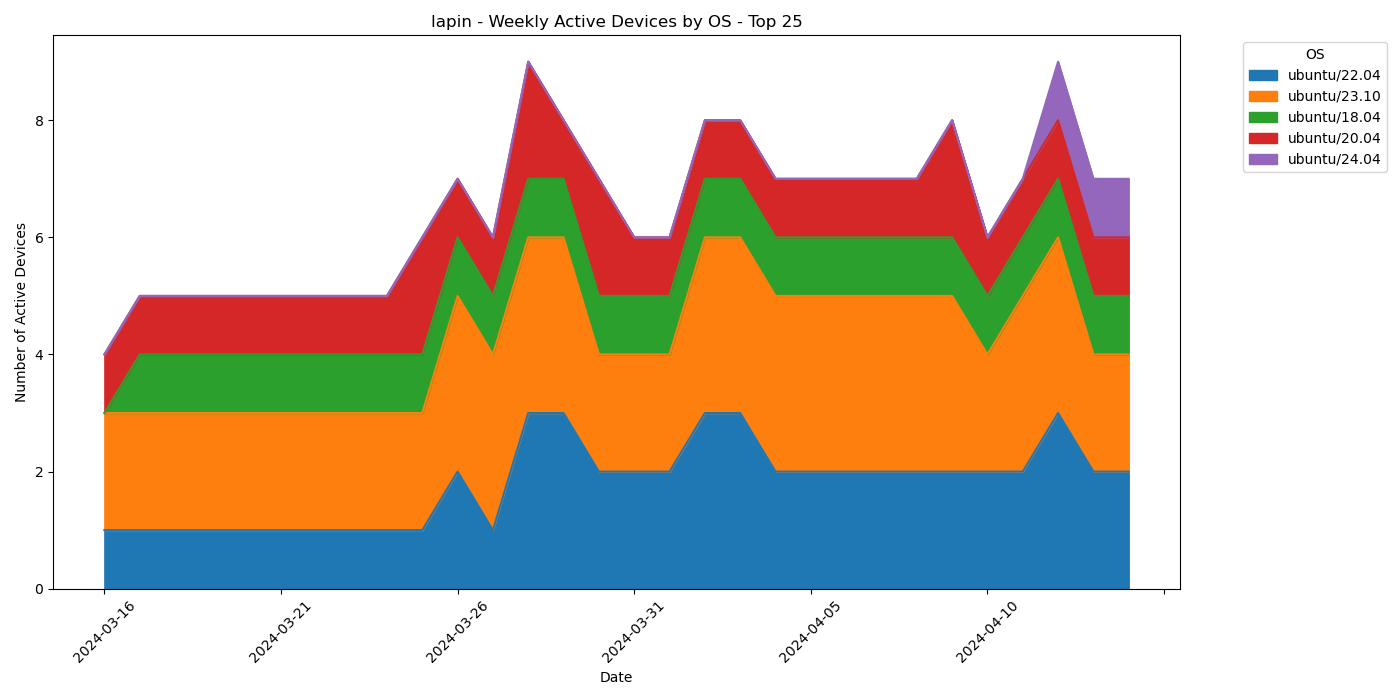 lapin - Weekly Active Devices by OS - Top 25
OS
ubuntu/22.04
ubuntu/23.10
ubuntu/18.04
ubuntu/20.04
ubuntu/24.04
Number of Active Devices
8
6
4
2
0
2024-03-16
2024-03-21
2024-03-26
2024-03-31
2024-04-05
2024-04-10
Date